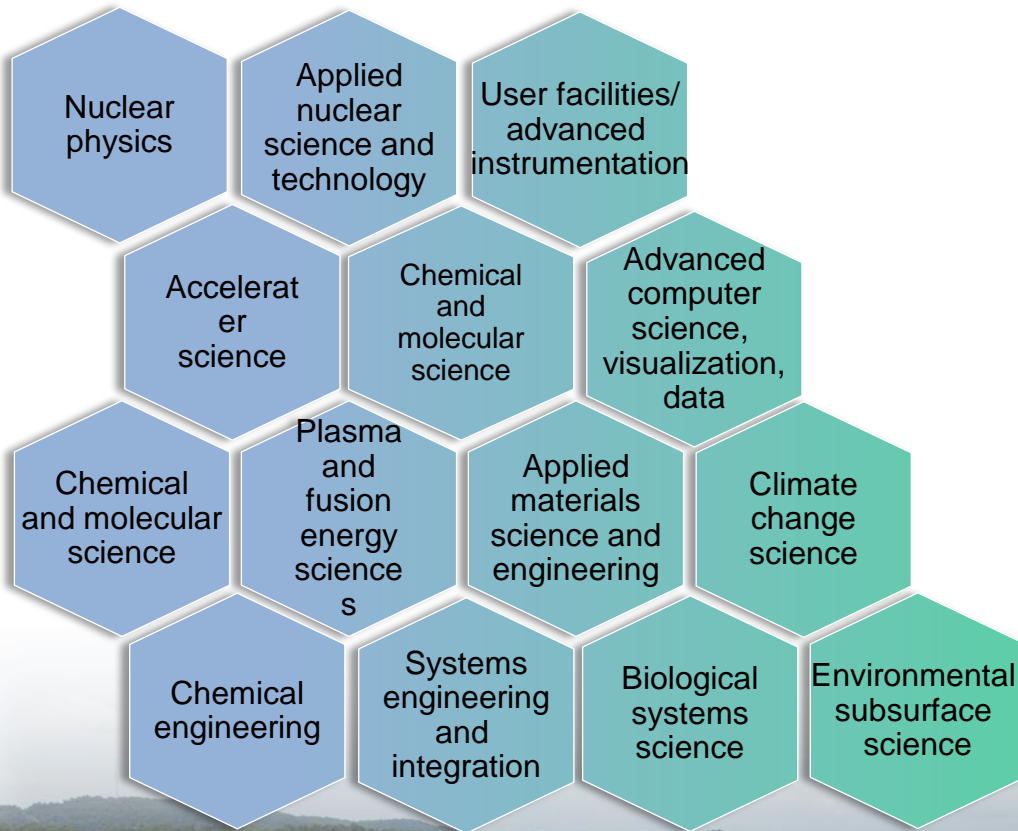 Nuclear
physics
Applied
nuclear
science and
technology
User facilities/
advanced
instrumentation
Accelerat
er
science
Chemical
and
molecular
science
Advanced
computer
science,
visualization,
data
Chemical
and molecular
science
Plasma
and
fusion
energy
science
s
Applied
materials
science and
engineering
Climate
change
science
Chemical
engineering
Systems
engineering
and
integration
Biological
systems
science
Environmental
subsurface
science